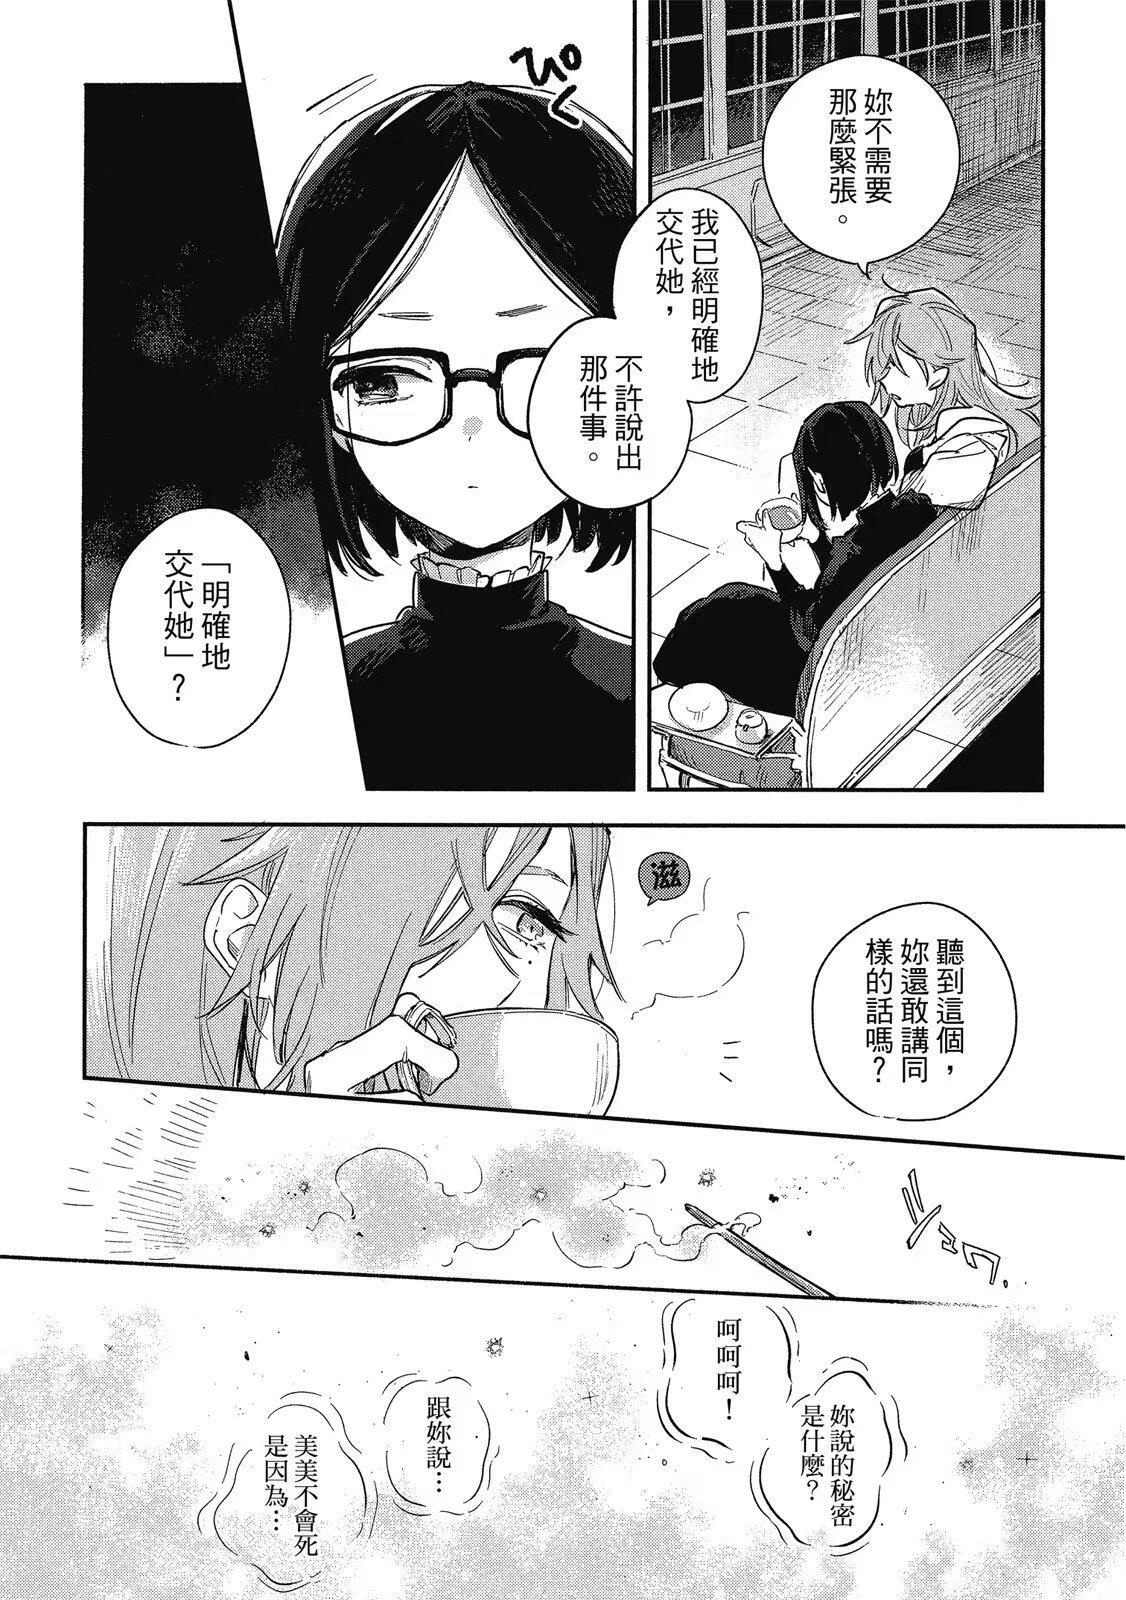 妳不需要
那麼緊張。
我已經明確地
交代她，
不許說出
那件事。
ぴく
「明確地
交代她」？
滋
聽到這個，
妳還敢講同
樣的話嗎？
シュワ
妳說的秘密
是什麼？
呵呵呵！
跟妳說…
美美不會死
是因為…